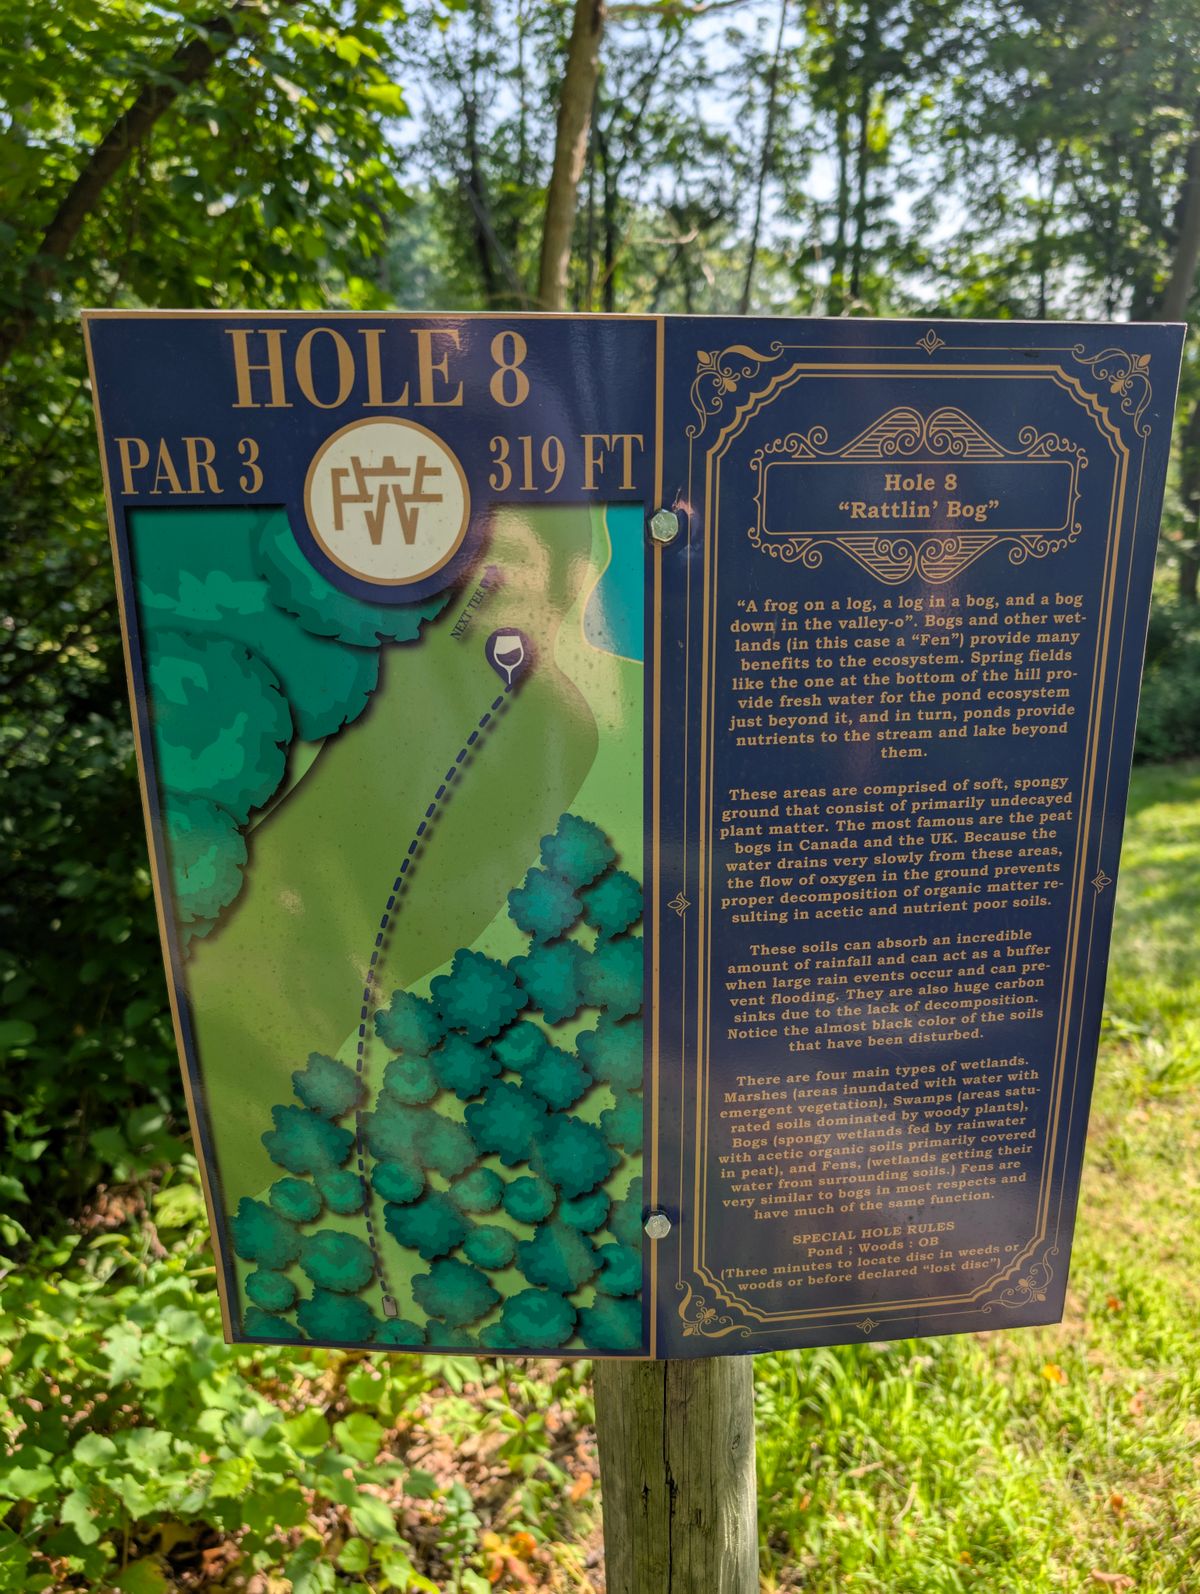 HOLE 8
PAR 3
319 FT
NEXT TEE
Hole 8
“Rattlin’ Bog”
“A frog on a log, a log in a bog, and a bog
down in the valley-o”. Bogs and other wet-
lands (in this case a “Fen”) provide many
benefits to the ecosystem. Spring fields
like the one at the bottom of the hill pro-
vide fresh water for the pond ecosystem
just beyond it, and in turn, ponds provide
nutrients to the stream and lake beyond
them.
These areas are comprised of soft, spongy
ground that consist of primarily undecayed
plant matter. The most famous are the peat
bogs in Canada and the UK. Because the
water drains very slowly from these areas,
the flow of oxygen in the ground prevents
proper decomposition of organic matter re-
sulting in acetic and nutrient poor soils.
These soils can absorb an incredible
amount of rainfall and can act as a buffer
when large rain events occur and can pre-
vent flooding. They are also huge carbon
sinks due to the lack of decomposition.
Notice the almost black color of the soils
that have been disturbed.
There are four main types of wetlands.
Marshes (areas inundated with water with
emergent vegetation), Swamps (areas satu-
rated soils dominated by woody plants),
Bogs (spongy wetlands fed by rainwater
with acetic organic soils primarily covered
in peat), and Fens, (wetlands getting their
water from surrounding soils.) Fens are
very similar to bogs in most respects and
have much of the same function.
SPECIAL HOLE RULES
Pond ; Woods : OB
(Three minutes to locate disc in weeds or
woods or before declared “lost disc”)